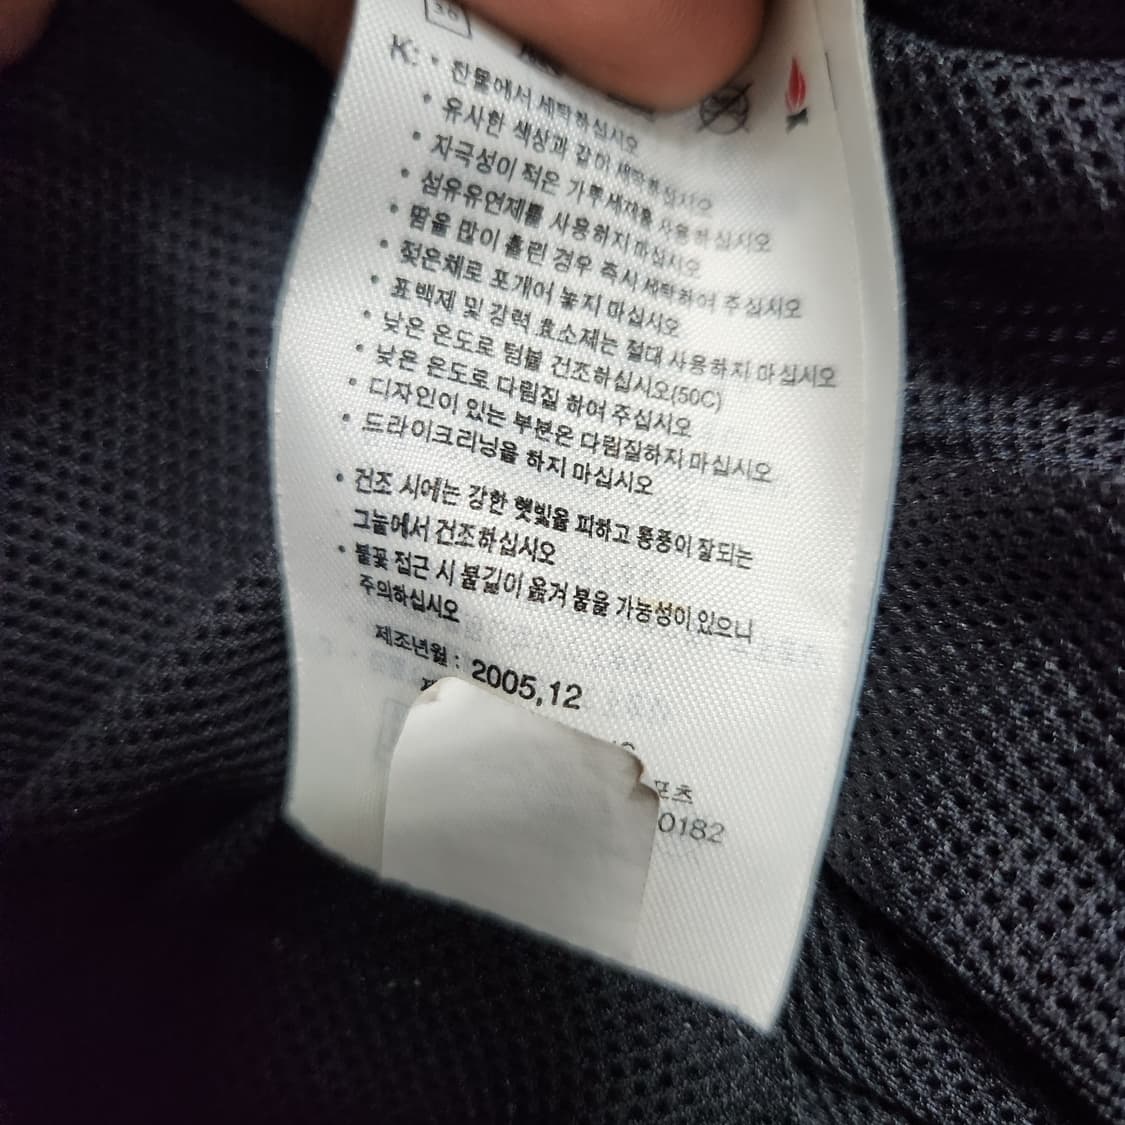 36
K: • 찬물에서 세탁하십시오
• 유사한 색상과 같이 세탁하십시오
• 자극성이 적은 가루세제를 사용하십시오
• 섬유유연제를 사용하지 마십시오
• 땀을 많이 흘린 경우 즉시 세탁하여 주십시오
• 젖은채로 포개어 놓지 마십시오
• 표백제 및 강력 효소제는 절대 사용하지 마십시오
• 낮은 온도로 텀블 건조하십시오(50C)
• 낮은 온도로 다림질 하여 주십시오
• 디자인이 있는 부분은 다림질하지 마십시오
• 드라이크리닝을 하지 마십시오
• 건조 시에는 강한 햇빛을 피하고 통풍이 잘되는
그늘에서 건조하십시오
• 불꽃 접근 시 불길이 옮겨 붙을 가능성이 있으니
주의하십시오
제조년월 : 2005,12
포츠
0182